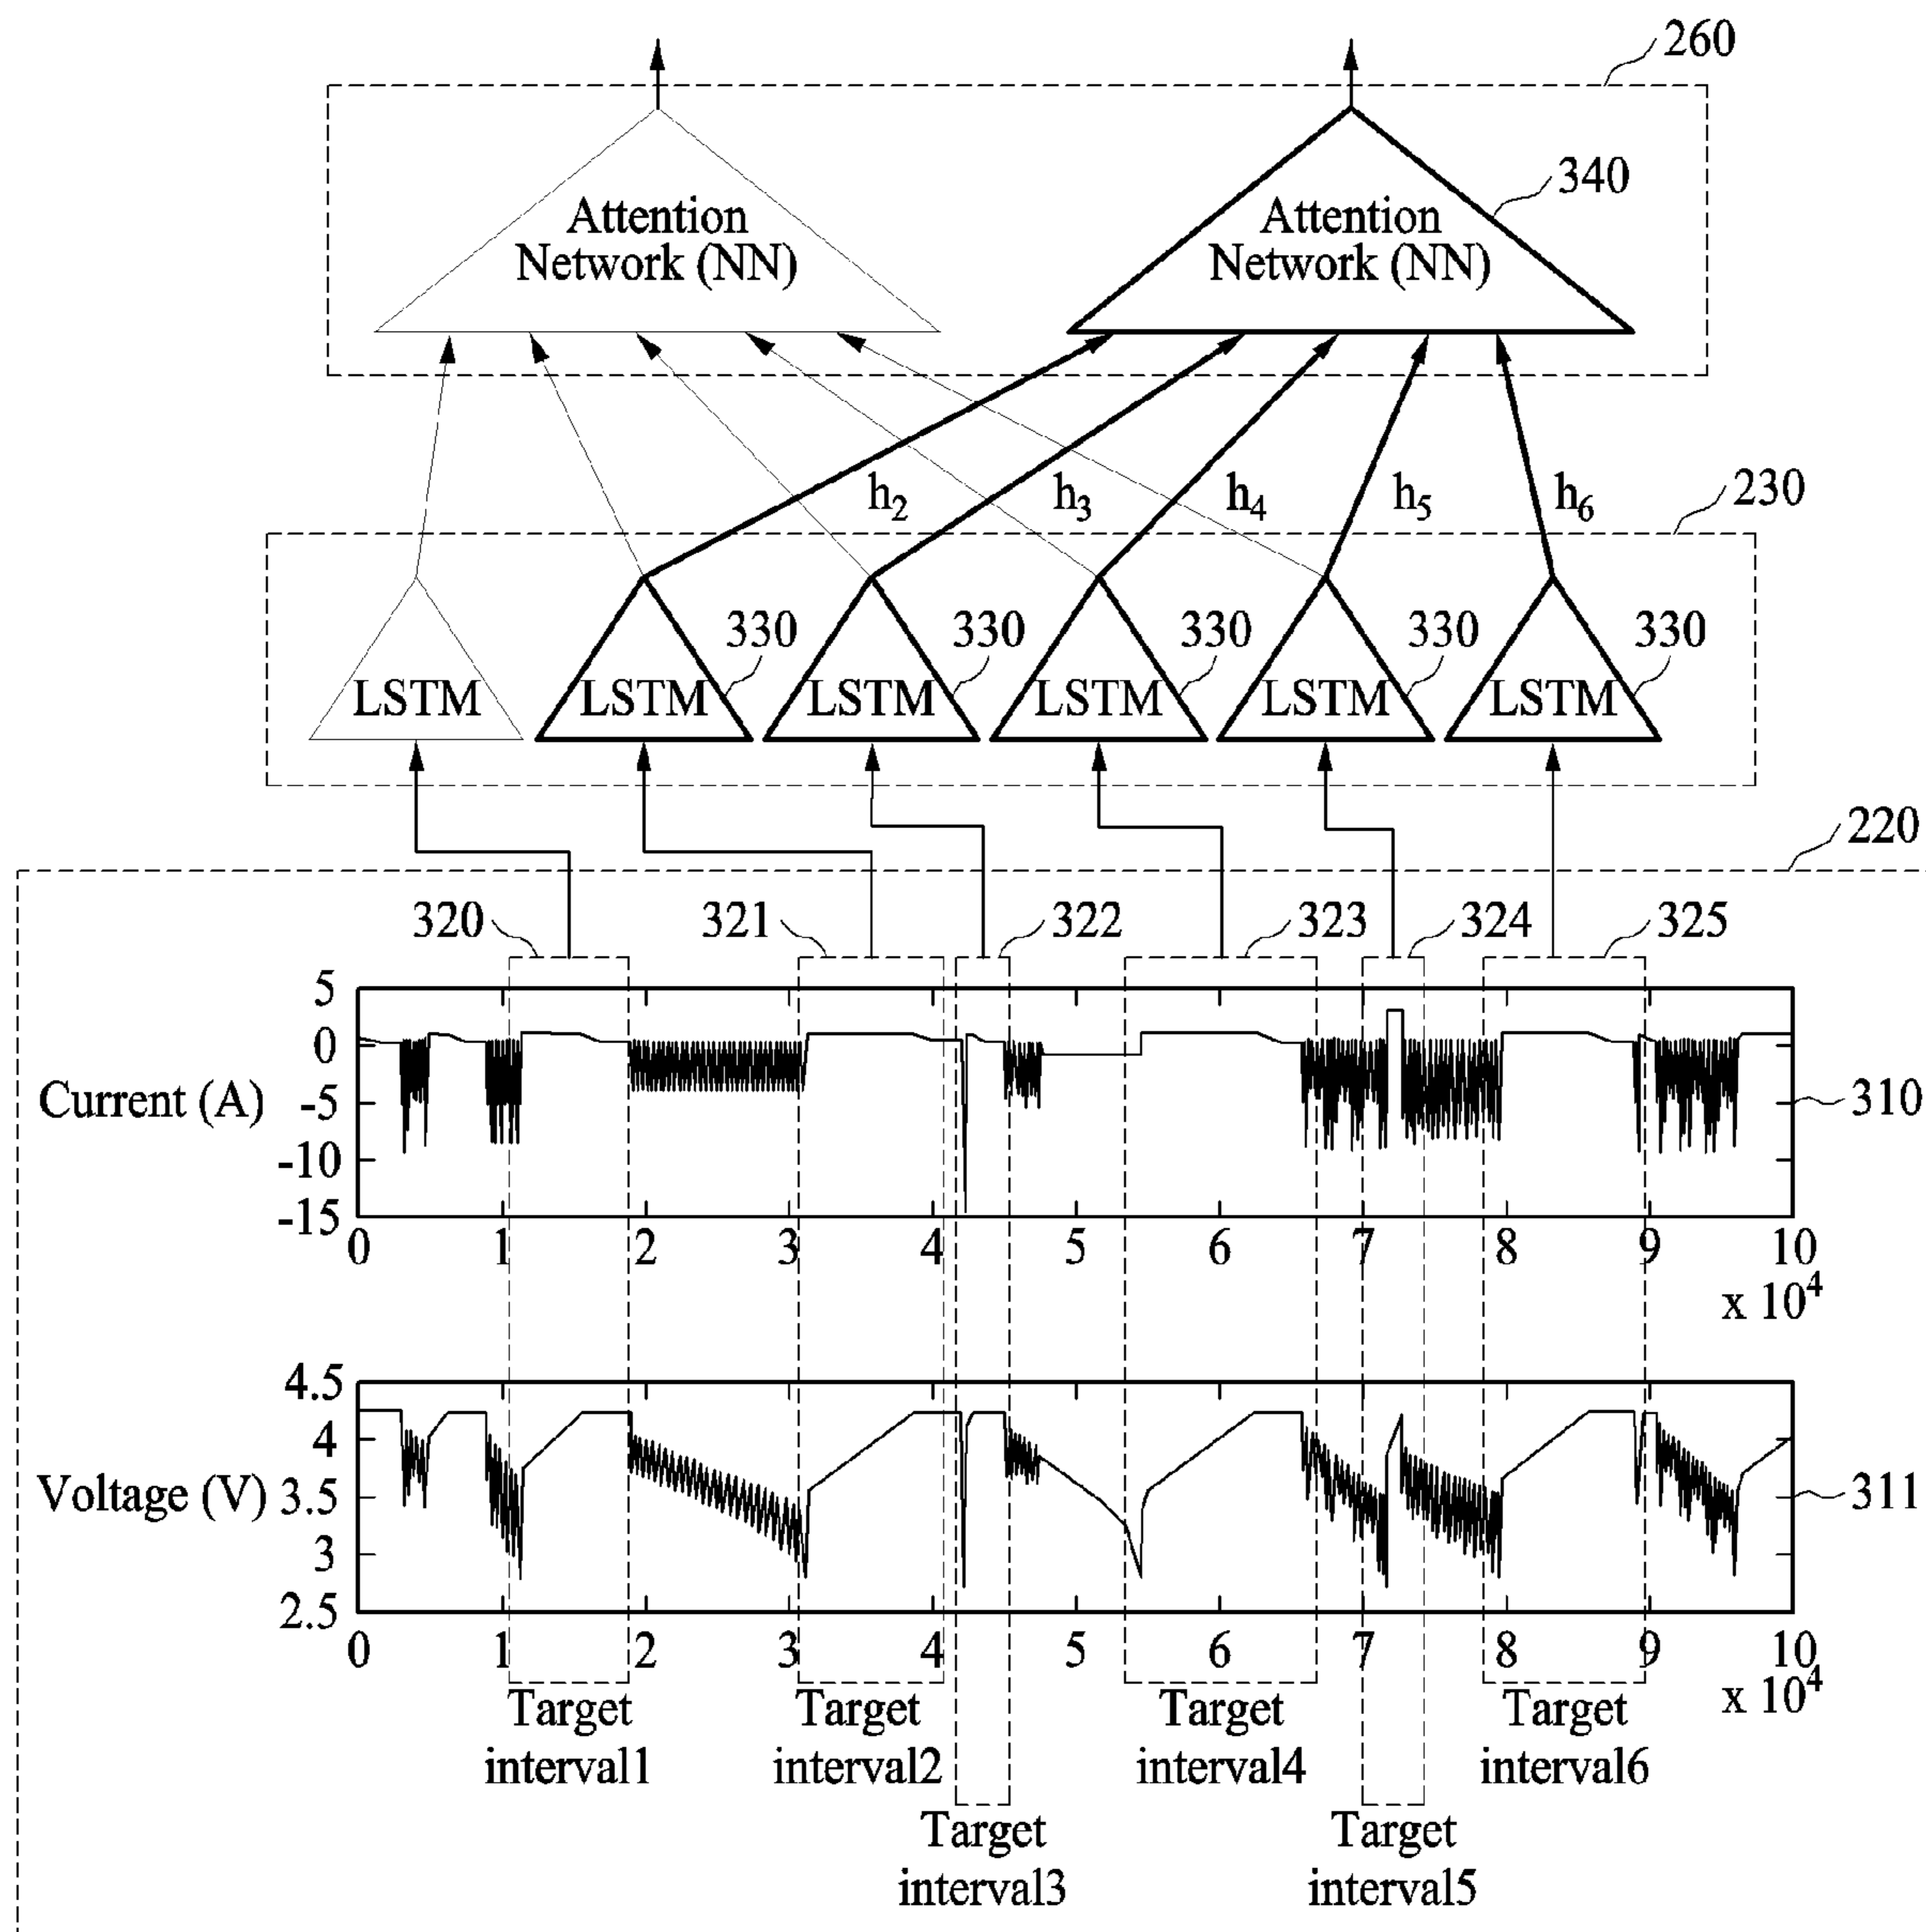 260
340
Attention
Network (NN)
Attention
Network (NN)
h2
h3
h4
h5
h6
230
330
330
330
330
330
LSTM
LSTM
LSTM
LSTM
LSTM
LSTM
220
320
321
322
323
324
325
5
0
-5
-10
-15
Current (A)
310
0 1 2 3 4 5 6 7 8 9 10
x 10^4
4.5
4
3.5
3
2.5
Voltage (V)
311
0 1 2 3 4 5 6 7 8 9 10
x 10^4
Target
interval1
Target
interval2
Target
interval3
Target
interval4
Target
interval5
Target
interval6